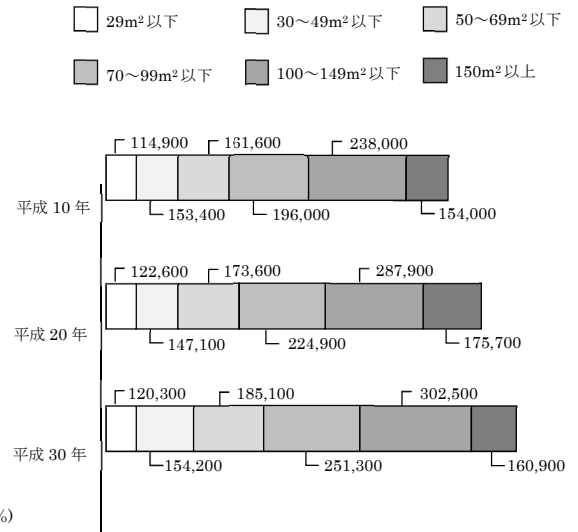 29m²以下 30～49m²以下 50～69m²以下
70～99m²以下 100～149m²以下 150m²以上
114,900 161,600 238,000
平成 10 年
153,400 196,000 154,000
122,600 173,600 287,900
平成 20 年
147,100 224,900 175,700
120,300 185,100 302,500
平成 30 年
154,200 251,300 160,900
%)